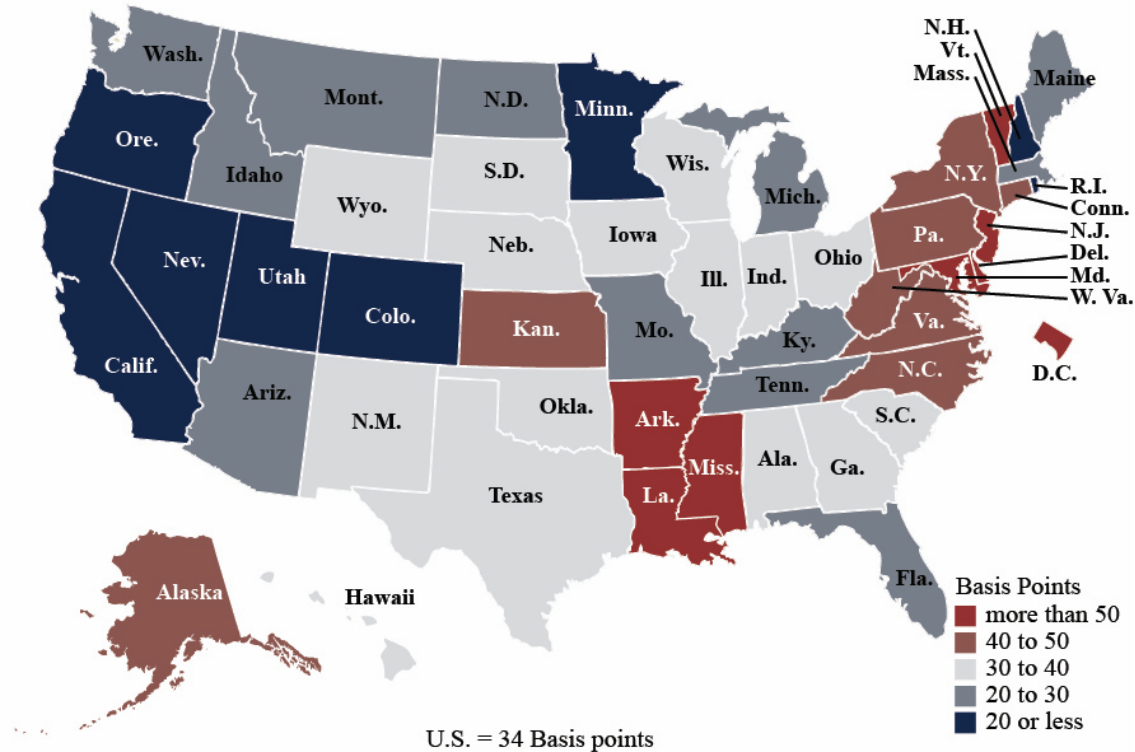 N.H.
Vt.
Mass.
Wash.
Mont.
N.D.
Minn.
Maine
Ore.
Idaho
S.D.
Wis.
Mich.
N.Y.
R.I.
Conn.
Wyo.
Neb.
Iowa
Ohio
Pa.
N.J.
Del.
Md.
W. Va.
Nev.
Utah
Colo.
Ill.
Ind.
Kan.
Mo.
Ky.
Va.
Calif.
Ariz.
N.M.
Okla.
Ark.
Tenn.
N.C.
D.C.
Texas
La.
Miss.
Ala.
Ga.
S.C.
Fla.
Alaska
Hawaii
Basis Points
more than 50
40 to 50
30 to 40
20 to 30
20 or less
U.S. = 34 Basis points